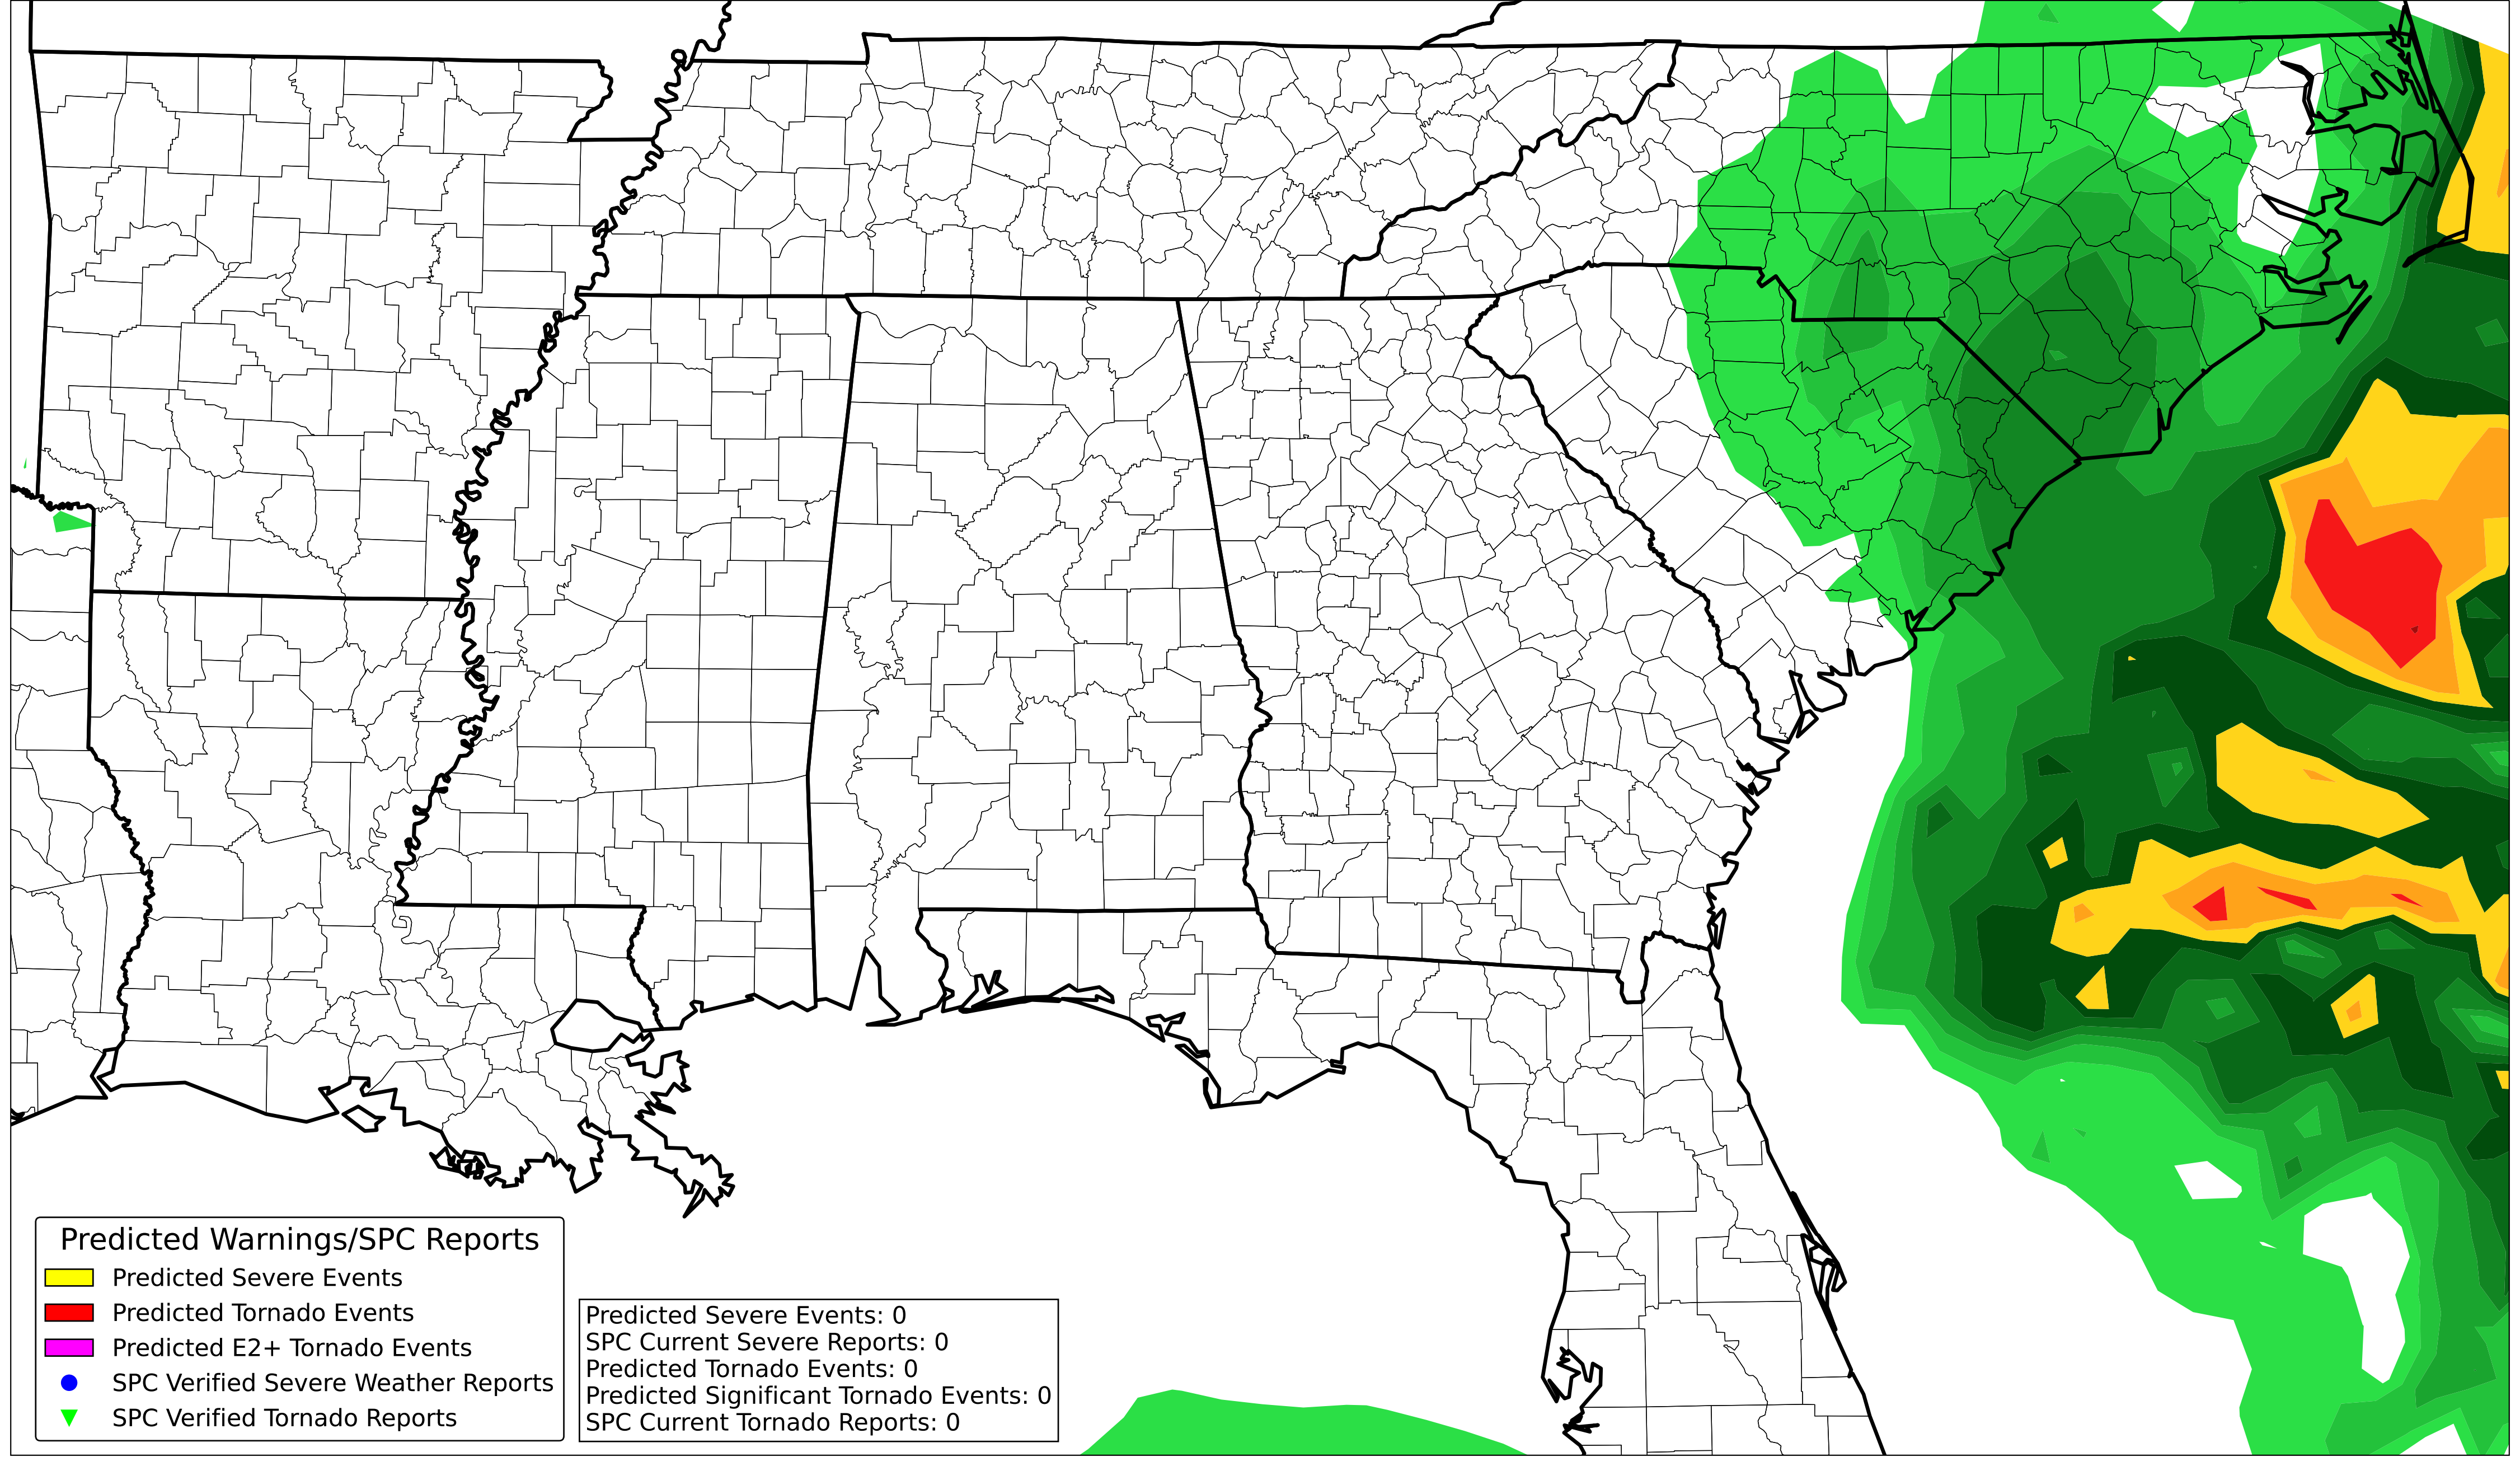 Predicted Warnings/SPC Reports
Predicted Severe Events
Predicted Tornado Events
Predicted E2+ Tornado Events
SPC Verified Severe Weather Reports
SPC Verified Tornado Reports
Predicted Severe Events: 0
SPC Current Severe Reports: 0
Predicted Tornado Events: 0
Predicted Significant Tornado Events: 0
SPC Current Tornado Reports: 0